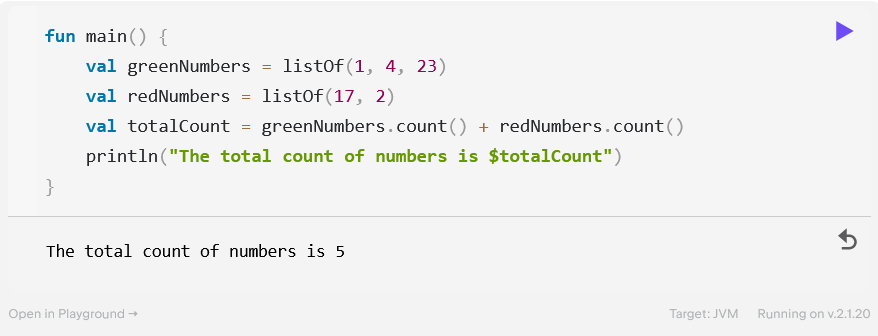 fun main() {
    val greenNumbers = listOf(1, 4, 23)
    val redNumbers = listOf(17, 2)
    val totalCount = greenNumbers.count() + redNumbers.count()
    println("The total count of numbers is $totalCount")
}
The total count of numbers is 5
Open in Playground → Target: JVM Running on v.2.1.20